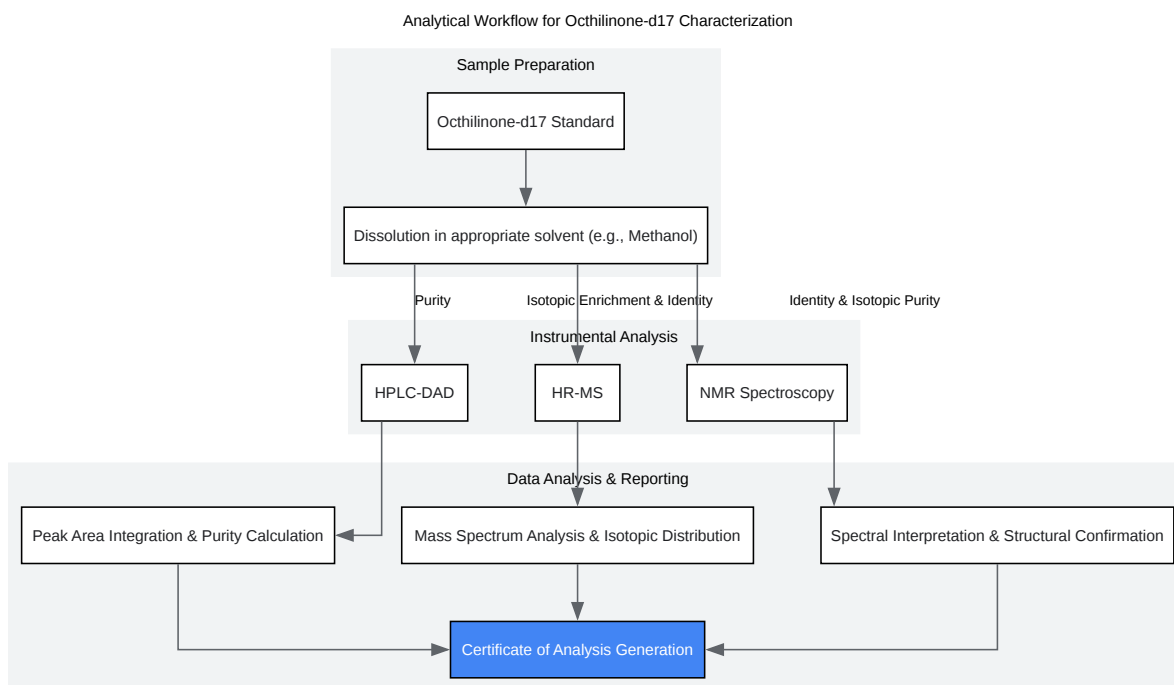 Analytical Workflow for Octhilinone-d17 Characterization
Sample Preparation
Octhilinone-d17 Standard
Dissolution in appropriate solvent (e.g., Methanol)
Purity
Isotopic Enrichment & Identity
Identity & Isotopic Purity
Instrumental Analysis
HPLC-DAD
HR-MS
NMR Spectroscopy
Data Analysis & Reporting
Peak Area Integration & Purity Calculation
Mass Spectrum Analysis & Isotopic Distribution
Spectral Interpretation & Structural Confirmation
Certificate of Analysis Generation